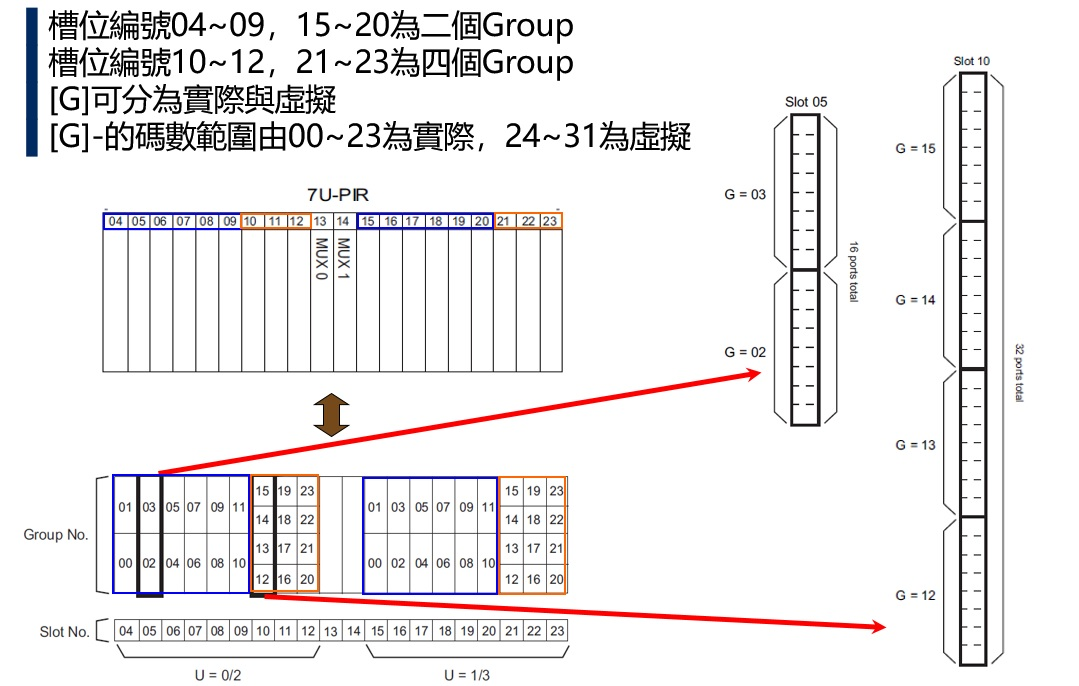 槽位編號04~09，15~20為二個Group
槽位編號10~12，21~23為四個Group
[G]可分為實際與虛擬
[G]-的碼數範圍由00~23為實際，24~31為虛擬
7U-PIR
04 05 06 07 08 09 10 11 12 13 14 15 16 17 18 19 20 21 22 23
MUX 0
MUX 1
Group No.
01 03 05 07 09 11
00 02 04 06 08 10
15 19 23
14 18 22
13 17 21
12 16 20
01 03 05 07 09 11
00 02 04 06 08 10
15 19 23
14 18 22
13 17 21
12 16 20
Slot No.
04 05 06 07 08 09 10 11 12 13 14 15 16 17 18 19 20 21 22 23
U = 0/2
U = 1/3
Slot 05
G = 03
G = 02
16 ports total
Slot 10
G = 15
G = 14
G = 13
G = 12
32 ports total